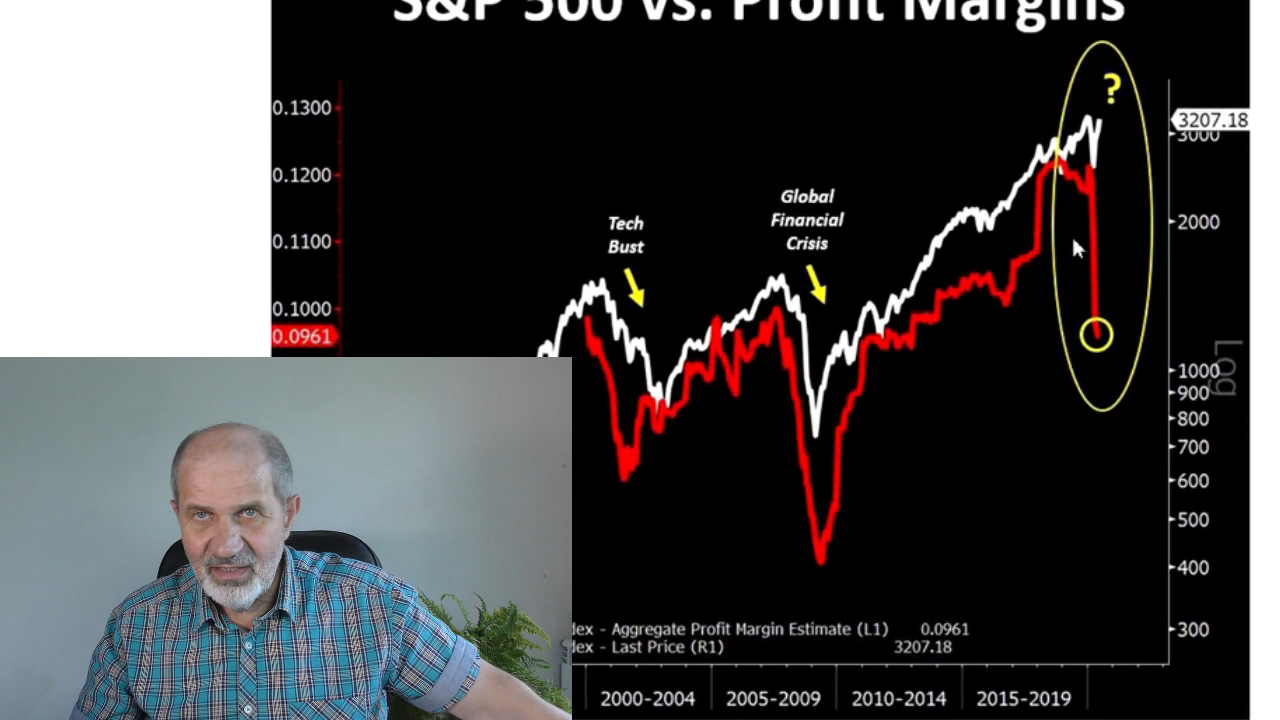 S&P 500 vs. Profit Margins
?
0.1300
0.1200
0.1100
0.1000
0.0961
Tech
Bust
Global
Financial
Crisis
3207.18
3000
2000
1000
900
800
700
600
500
400
300
Log
dex - Aggregate Profit Margin Estimate (L1) 0.0961
dex - Last Price (R1) 3207.18
2000-2004 2005-2009 2010-2014 2015-2019